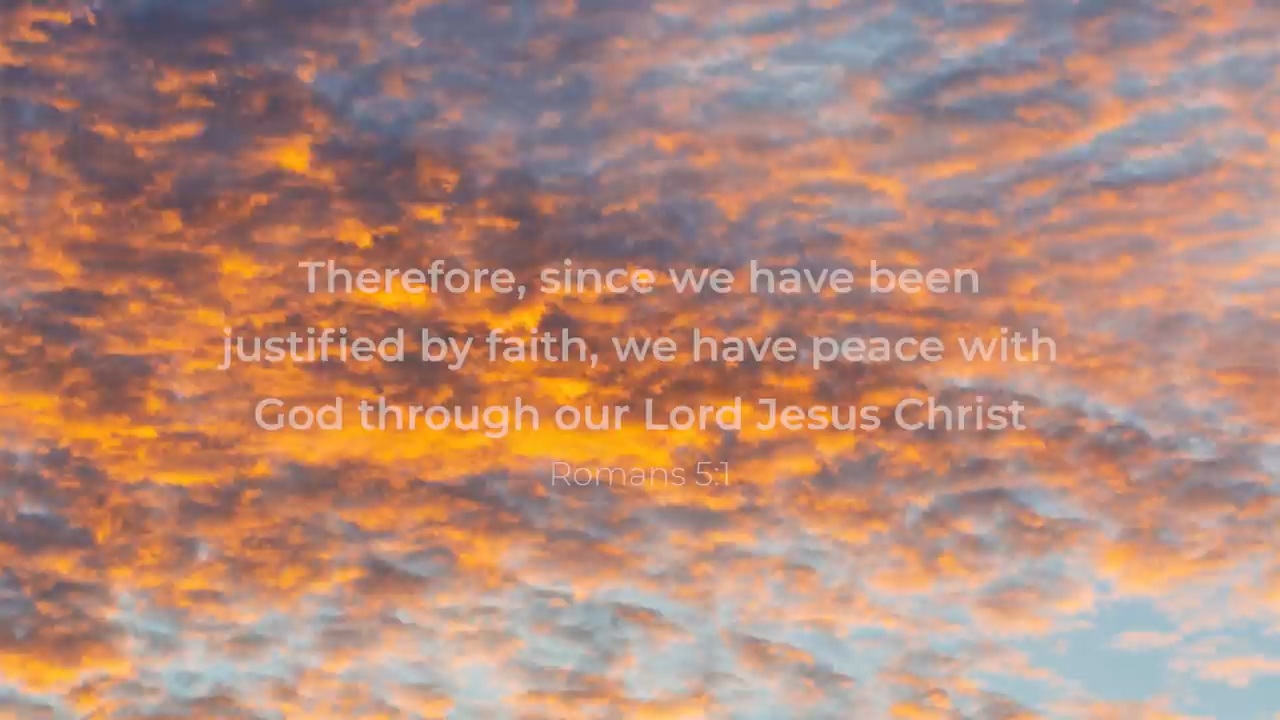 Therefore, since we have been
justified by faith, we have peace with
God through our Lord Jesus Christ
Romans 5:1